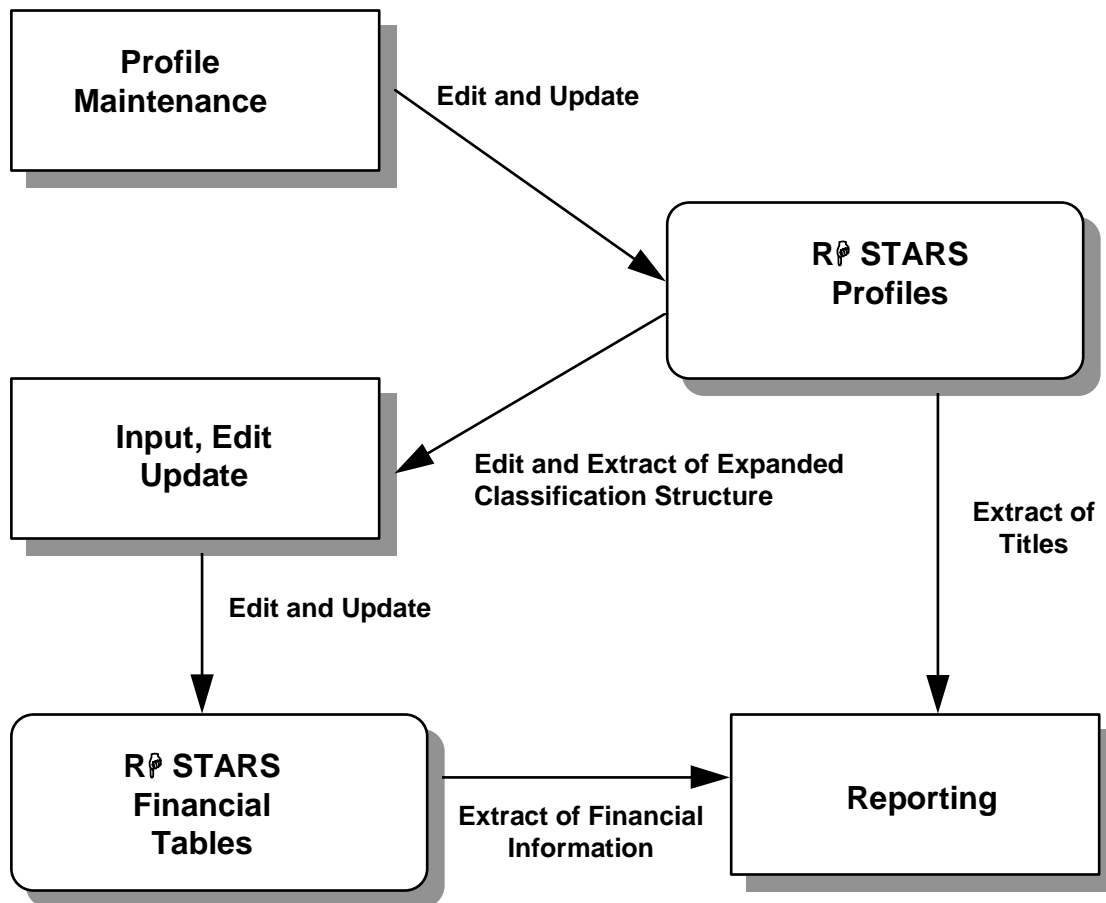 Profile
Maintenance
Edit and Update
R STARS
Profiles
Input, Edit
Update
Edit and Extract of Expanded
Classification Structure
Extract of
Titles
Edit and Update
R STARS
Financial
Tables
Extract of Financial
Information
Reporting